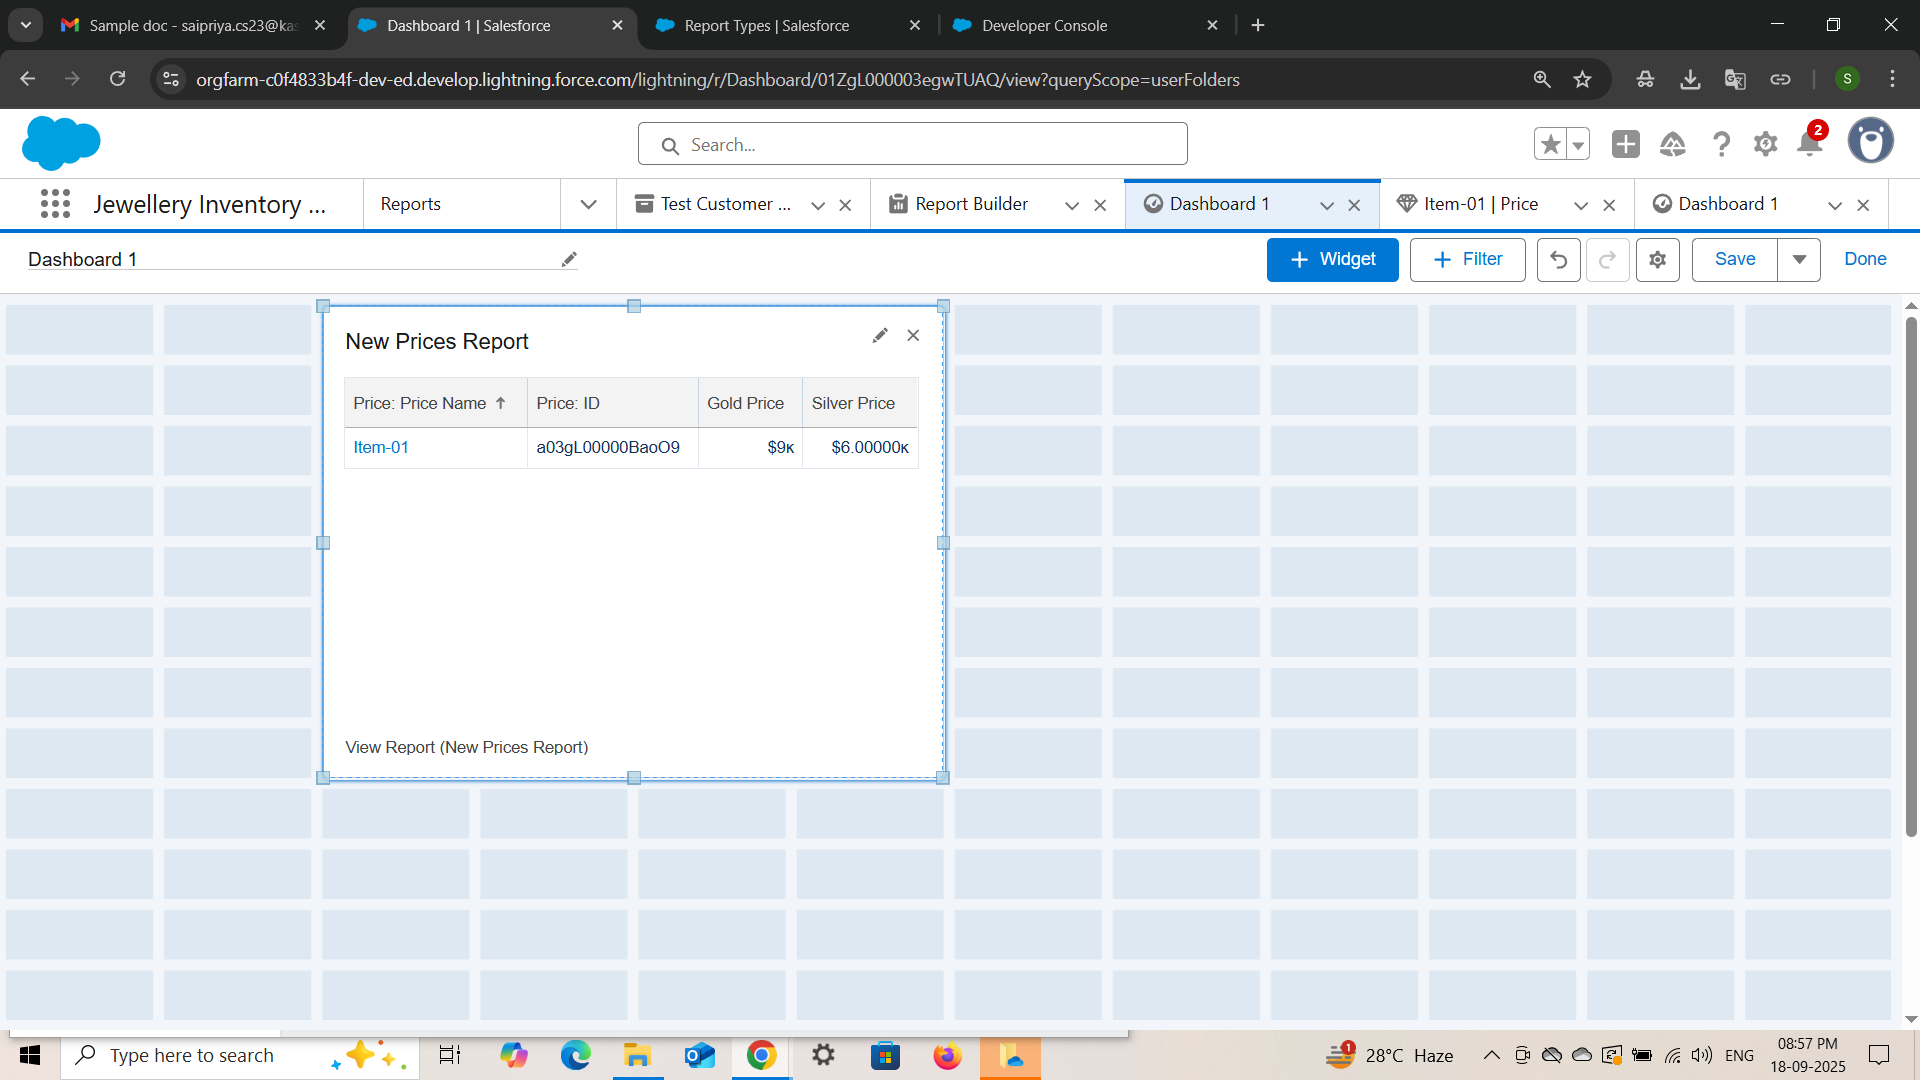 Sample doc - saipriya.cs23@kas
Dashboard 1 | Salesforce
Report Types | Salesforce
Developer Console
orgfarm-c0f4833b4f-dev-ed.develop.lightning.force.com/lightning/r/Dashboard/01ZgL000003egwTUAQ/view?queryScope=userFolders
S
Search...
2
Jewellery Inventory ...
Reports
Test Customer ...
Report Builder
Dashboard 1
Item-01 | Price
Dashboard 1
Dashboard 1
Widget
Filter
Save
Done
New Prices Report
Price: Price Name
Price: ID
Gold Price
Silver Price
Item-01
a03gL00000BaoO9
$9K
$6.00000K
View Report (New Prices Report)
Type here to search
1
28°C Haze
ENG
08:57 PM
18-09-2025